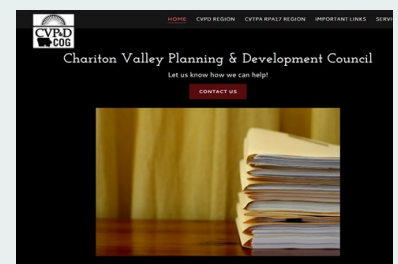 CVP&D
COG
HOME CVPD REGION CVTPA RPA17 REGION IMPORTANT LINKS SERVI
Chariton Valley Planning & Development Council
Let us know how we can help!
CONTACT US